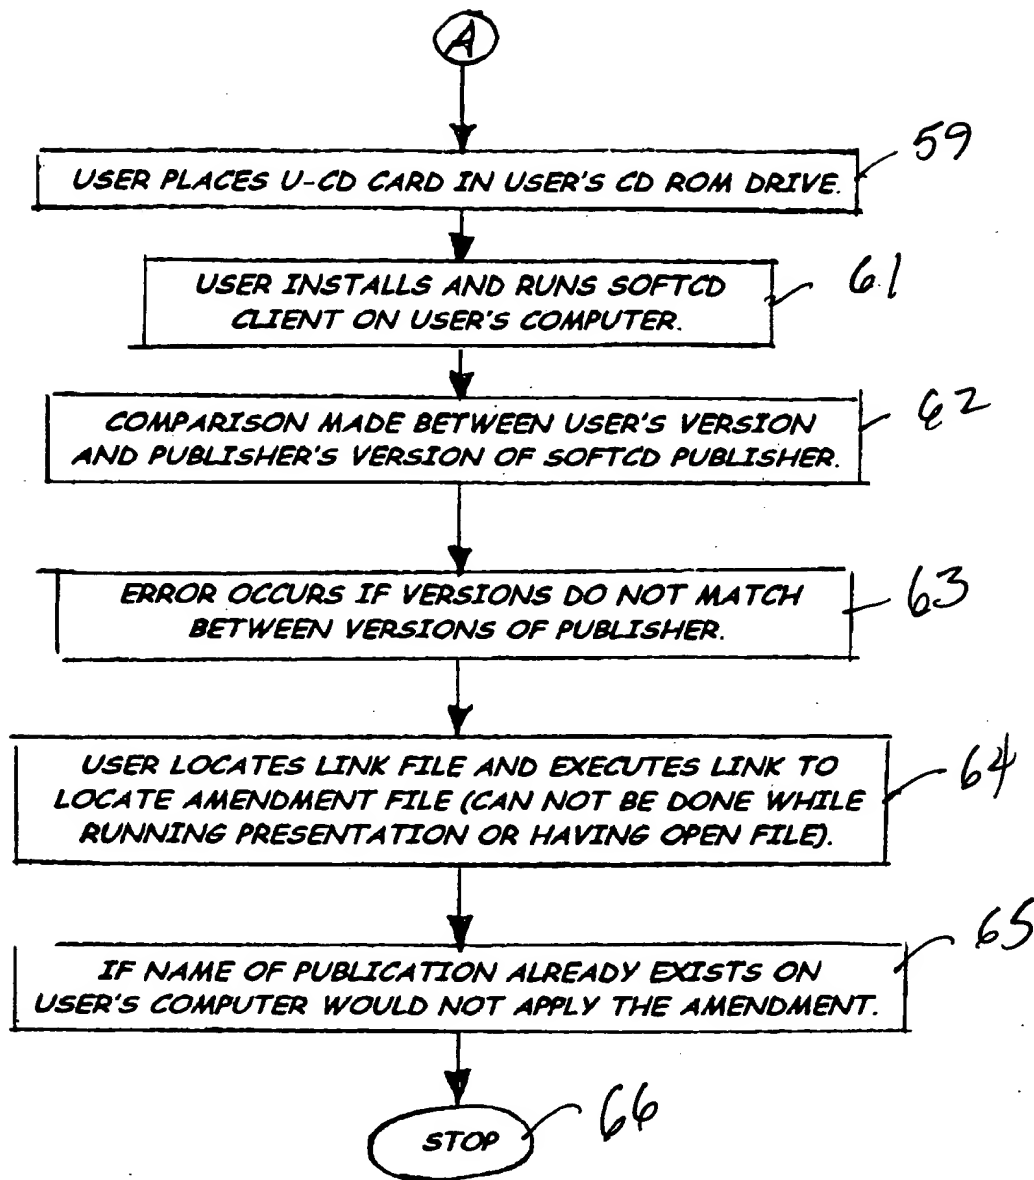 A
59
USER PLACES U-CD CARD IN USER'S CD ROM DRIVE.
61
USER INSTALLS AND RUNS SOFTCD
CLIENT ON USER'S COMPUTER.
62
COMPARISON MADE BETWEEN USER'S VERSION
AND PUBLISHER'S VERSION OF SOFTCD PUBLISHER.
63
ERROR OCCURS IF VERSIONS DO NOT MATCH
BETWEEN VERSIONS OF PUBLISHER.
64
USER LOCATES LINK FILE AND EXECUTES LINK TO
LOCATE AMENDMENT FILE (CAN NOT BE DONE WHILE
RUNNING PRESENTATION OR HAVING OPEN FILE).
65
IF NAME OF PUBLICATION ALREADY EXISTS ON
USER'S COMPUTER WOULD NOT APPLY THE AMENDMENT.
STOP
66